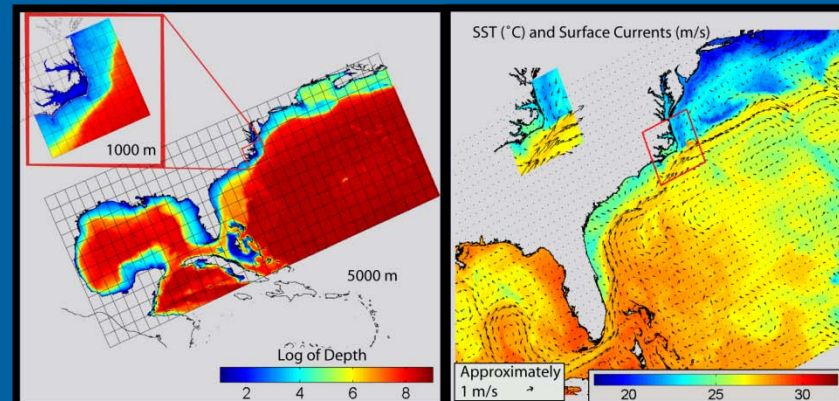 1000 m
5000 m
Log of Depth
2 4 6 8
SST (˚C) and Surface Currents (m/s)
Approximately
1 m/s
20 25 30